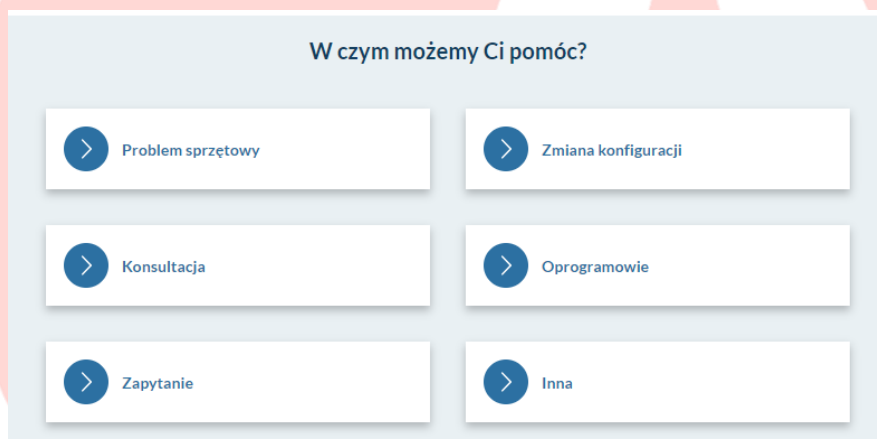 W czym możemy Ci pomóc?
Problem sprzętowy
Zmiana konfiguracji
Konsultacja
Oprogramowie
Zapytanie
Inna